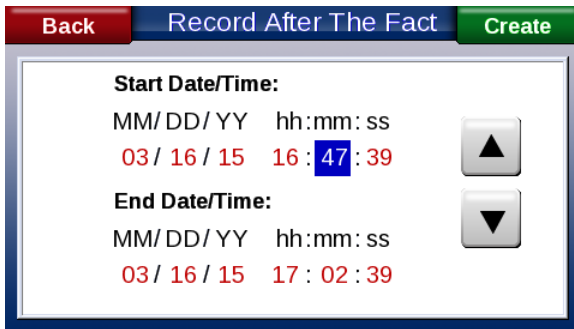 Back Record After The Fact Create
Start Date/Time:
MM/DD/YY hh:mm:ss
03/16/15 16:47:39
End Date/Time:
MM/DD/YY hh:mm:ss
03/16/15 17:02:39